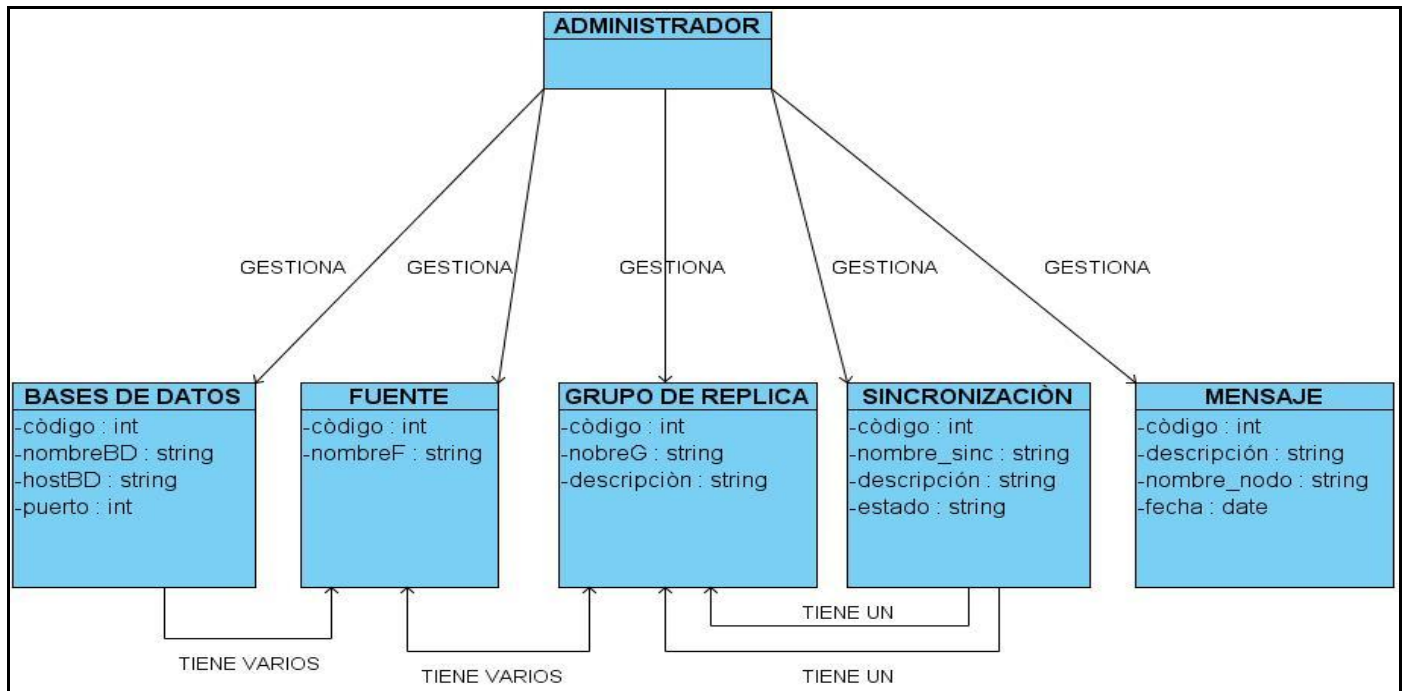 ADMINISTRADOR
GESTIONA
GESTIONA
GESTIONA
GESTIONA
GESTIONA
BASES DE DATOS
-còdigo : int
-nombreBD : string
-hostBD : string
-puerto : int
FUENTE
-còdigo : int
-nombreF : string
GRUPO DE REPLICA
-còdigo : int
-nobreG : string
-descripciòn : string
SINCRONIZACIÒN
-còdigo : int
-nombre_sinc : string
-descripción : string
-estado : string
MENSAJE
-código : int
-descripción : string
-nombre_nodo : string
-fecha : date
TIENE VARIOS
TIENE VARIOS
TIENE UN
TIENE UN